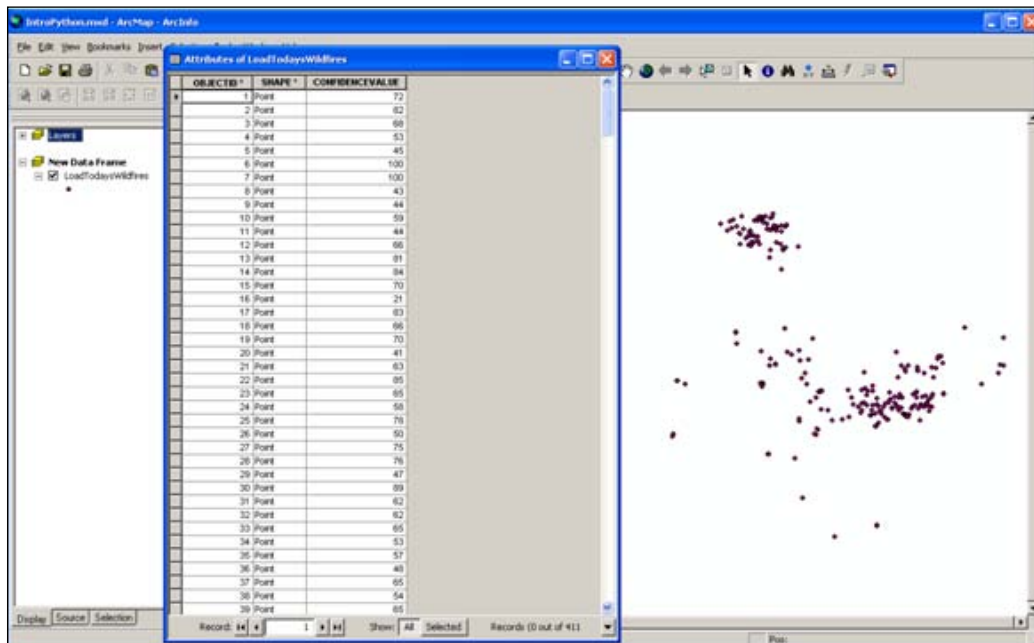 IntroPython.mxd - ArcMap - ArcInfo
File Edit View Bookmarks Insert
Attributes of LoadTodaysWildfires
OBJECTID * SHAPE * CONFIDENCEVALUE
1 Point 72
2 Point 62
3 Point 68
4 Point 53
5 Point 45
6 Point 100
7 Point 100
8 Point 43
9 Point 44
10 Point 59
11 Point 44
12 Point 66
13 Point 81
14 Point 84
15 Point 70
16 Point 21
17 Point 83
18 Point 66
19 Point 70
20 Point 41
21 Point 63
22 Point 85
23 Point 65
24 Point 58
25 Point 78
26 Point 50
27 Point 75
28 Point 76
29 Point 47
30 Point 89
31 Point 62
32 Point 62
33 Point 65
34 Point 53
35 Point 57
36 Point 48
37 Point 65
38 Point 54
39 Point 65
Layers
New Data Frame
LoadTodaysWildfires
Display Source Selection
Record: 1 Show: All Selected Records (0 out of 411
Pos: